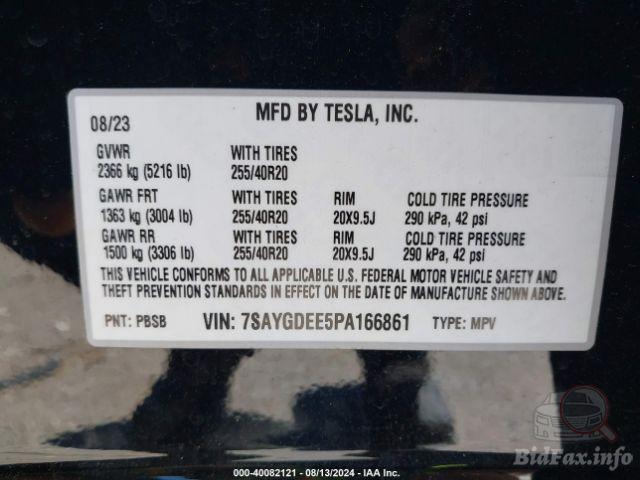 MFD BY TESLA, INC.
08/23
GVWR WITH TIRES
2366 kg (5216 lb) 255/40R20
GAWR FRT WITH TIRES RIM COLD TIRE PRESSURE
1363 kg (3004 lb) 255/40R20 20X9.5J 290 kPa, 42 psi
GAWR RR WITH TIRES RIM COLD TIRE PRESSURE
1500 kg (3306 lb) 255/40R20 20X9.5J 290 kPa, 42 psi
THIS VEHICLE CONFORMS TO ALL APPLICABLE U.S. FEDERAL MOTOR VEHICLE SAFETY AND
THEFT PREVENTION STANDARDS IN EFFECT ON THE DATE OF MANUFACTURE SHOWN ABOVE.
PNT: PBSB VIN: 7SAYGDEE5PA166861 TYPE: MPV
BidFax.info
000-40082121 - 08/13/2024 - IAA Inc.